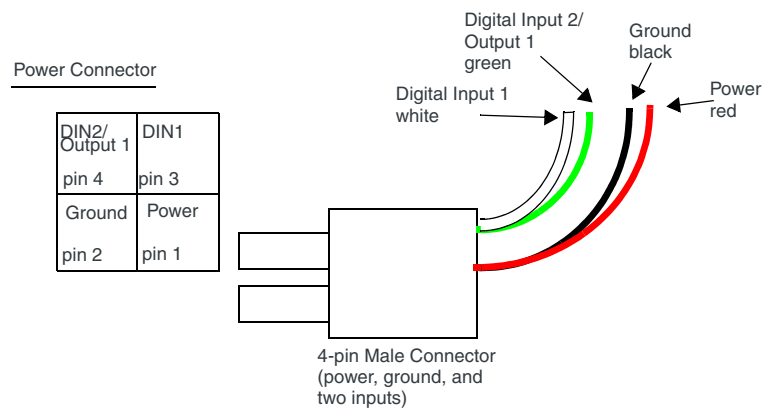 Digital Input 2/
Output 1
green
Ground
black
Power Connector
Digital Input 1
white
Power
red
DIN2/
Output 1
DIN1
pin 4
pin 3
Ground
Power
pin 2
pin 1
4-pin Male Connector
(power, ground, and
two inputs)